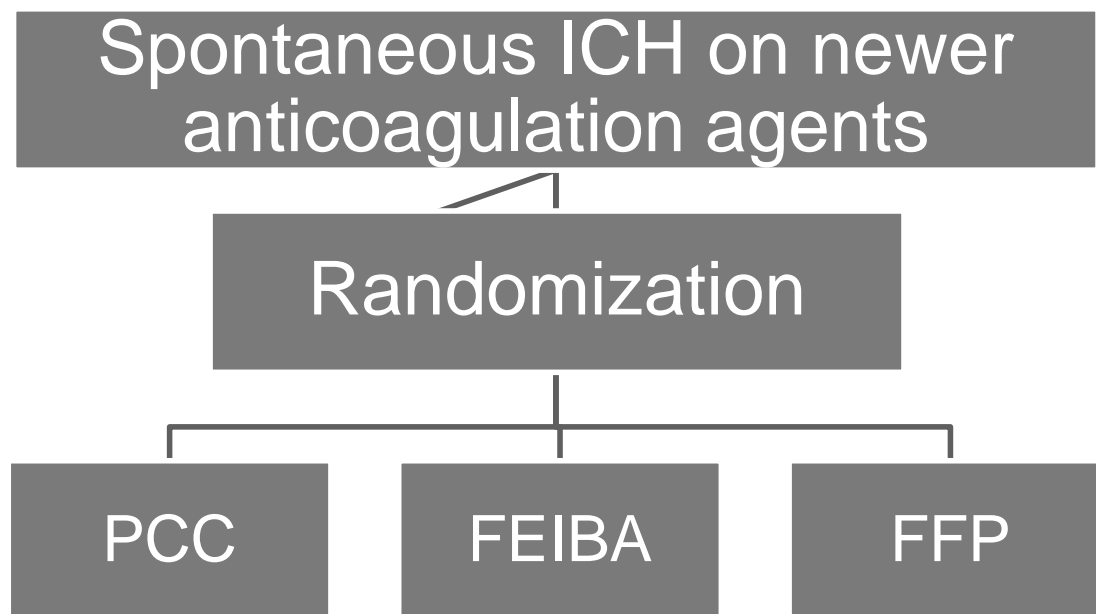 Spontaneous ICH on newer
anticoagulation agents
Randomization
PCC
FEIBA
FFP